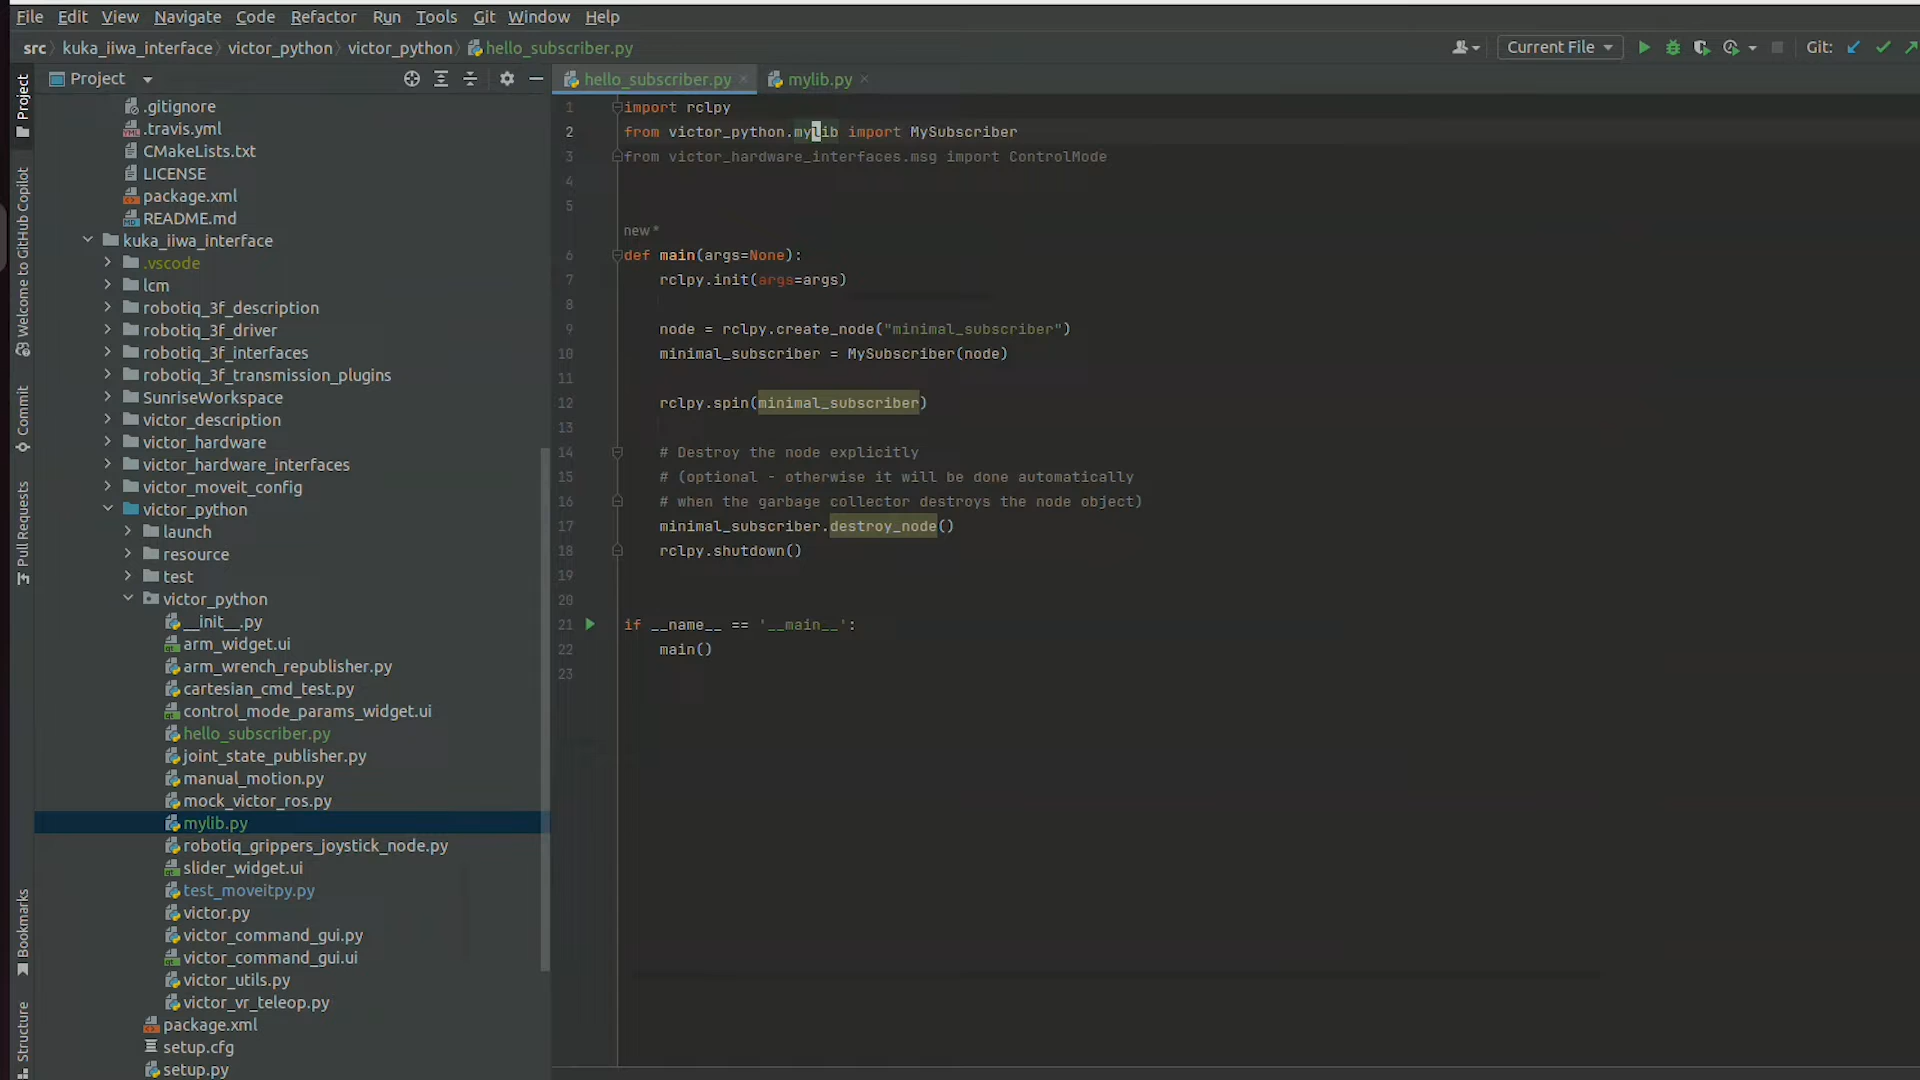 File Edit View Navigate Code Refactor Run Tools Git Window Help
src kuka_iiwa_interface victor_python victor_python hello_subscriber.py
Current File
Git:
Project
hello_subscriber.py
mylib.py
Project
Welcome to GitHub Copilot
Commit
Pull Requests
Bookmarks
Structure
.gitignore
.travis.yml
CMakeLists.txt
LICENSE
package.xml
README.md
kuka_iiwa_interface
.vscode
lcm
robotiq_3f_description
robotiq_3f_driver
robotiq_3f_interfaces
robotiq_3f_transmission_plugins
SunriseWorkspace
victor_description
victor_hardware
victor_hardware_interfaces
victor_moveit_config
victor_python
launch
resource
test
victor_python
__init__.py
arm_widget.ui
arm_wrench_republisher.py
cartesian_cmd_test.py
control_mode_params_widget.ui
hello_subscriber.py
joint_state_publisher.py
manual_motion.py
mock_victor_ros.py
mylib.py
robotiq_grippers_joystick_node.py
slider_widget.ui
test_moveitpy.py
victor.py
victor_command_gui.py
victor_command_gui.ui
victor_utils.py
victor_vr_teleop.py
package.xml
setup.cfg
setup.py
1 import rclpy
2 from victor_python.mylib import MySubscriber
3 from victor_hardware_interfaces.msg import ControlMode
4
5
new *
6 def main(args=None):
7 rclpy.init(args=args)
8
9 node = rclpy.create_node("minimal_subscriber")
10 minimal_subscriber = MySubscriber(node)
11
12 rclpy.spin(minimal_subscriber)
13
14 # Destroy the node explicitly
15 # (optional - otherwise it will be done automatically
16 # when the garbage collector destroys the node object)
17 minimal_subscriber.destroy_node()
18 rclpy.shutdown()
19
20
21 if __name__ == '__main__':
22 main()
23